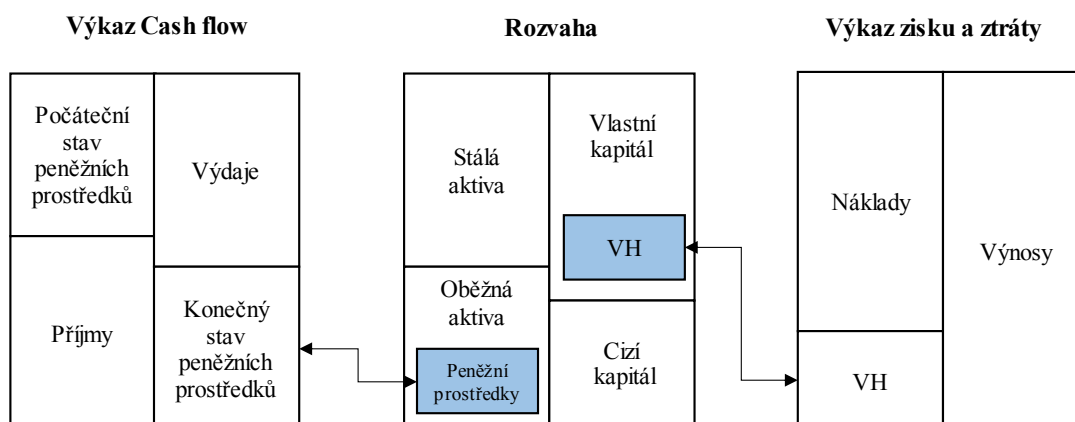 Výkaz Cash flow
Rozvaha
Výkaz zisku a ztráty
Počáteční
stav
peněžních
prostředků
Výdaje
Příjmy
Konečný
stav
peněžních
prostředků
Stálá
aktiva
Vlastní
kapitál
VH
Oběžná
aktiva
Peněžní
prostředky
Cizí
kapitál
Náklady
Výnosy
VH